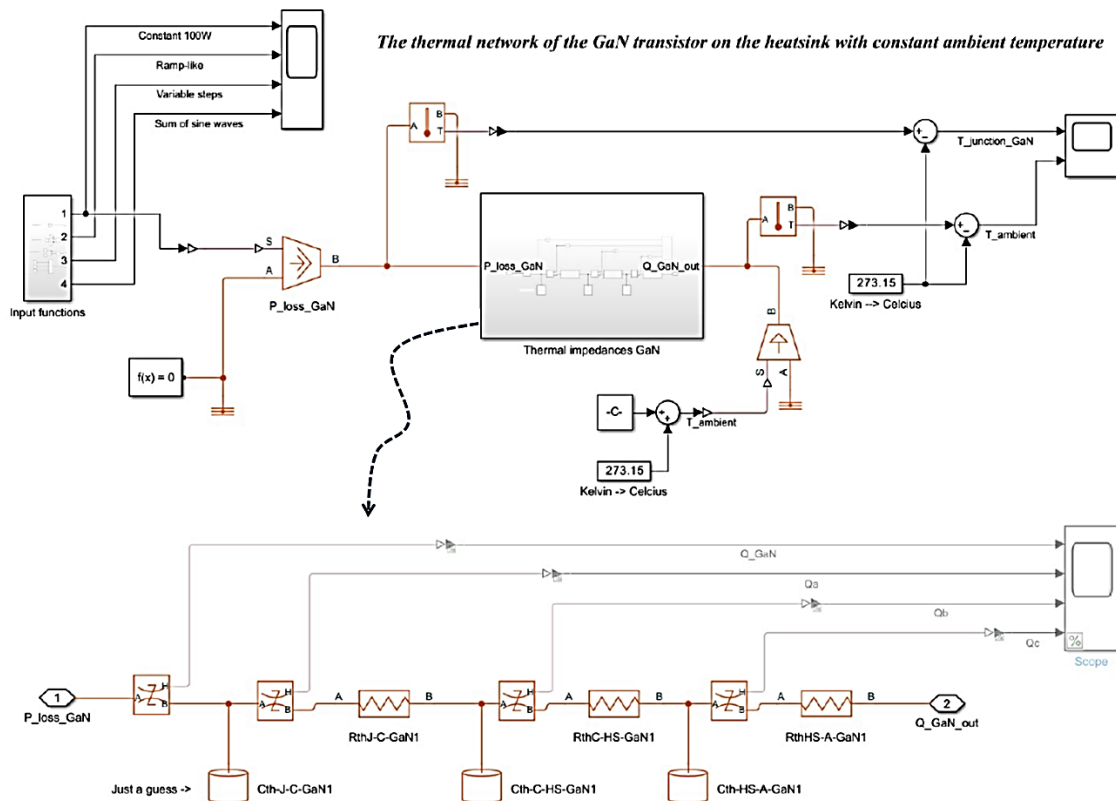 The thermal network of the GaN transistor on the heatsink with constant ambient temperature
Constant 100W
Ramp-like
Variable steps
Sum of sine waves
1
2
3
4
Input functions
S
A
B
P_loss_GaN
f(x) = 0
A
B
T
P_loss_GaN
Q_GaN_out
Thermal impedances GaN
A
B
T
+
−
T_junction_GaN
+
−
T_ambient
273.15
Kelvin --> Celcius
B
S
A
-C-
+
+
T_ambient
273.15
Kelvin -> Celcius
Q_GaN
Qa
Qb
Qc
%
Scope
1
P_loss_GaN
A
H
B
A
H
B
A
B
RthJ-C-GaN1
A
H
B
A
B
RthC-HS-GaN1
A
H
B
A
B
RthHS-A-GaN1
2
Q_GaN_out
Just a guess ->
Cth-J-C-GaN1
Cth-C-HS-GaN1
Cth-HS-A-GaN1